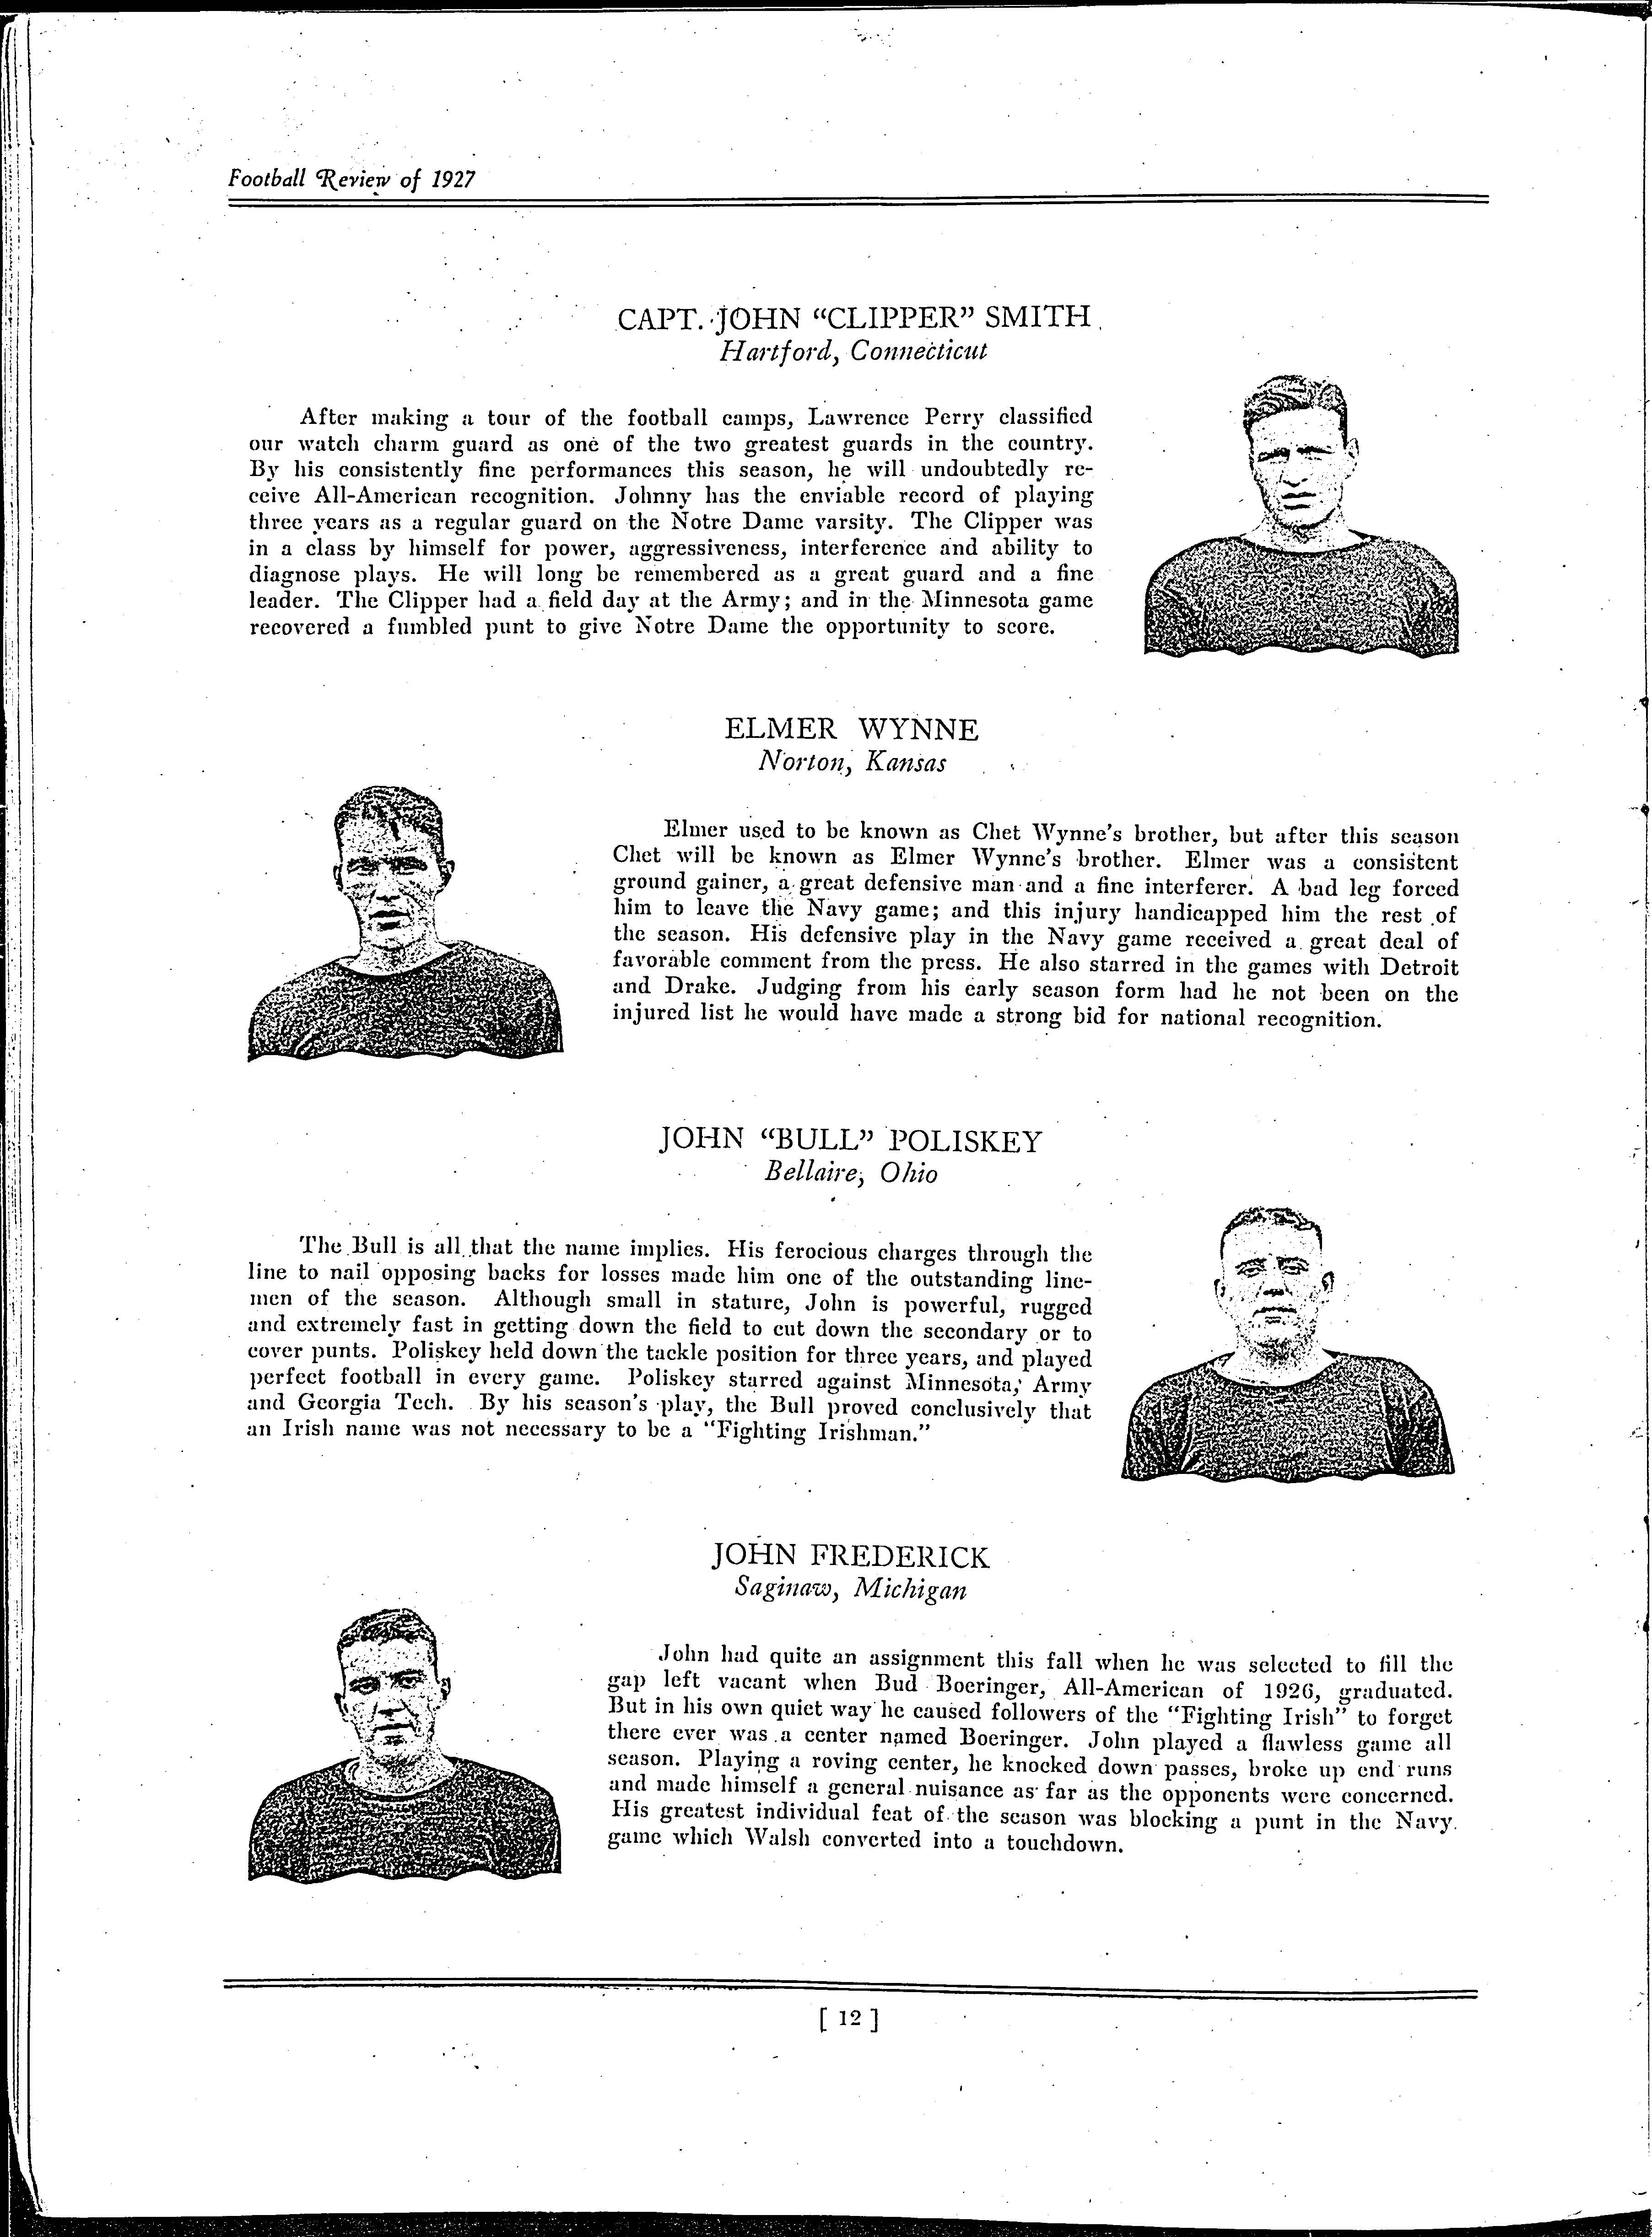 Football Review of 1927
CAPT. JOHN “CLIPPER” SMITH
Hartford, Connecticut
After making a tour of the football camps, Lawrence Perry classified
our watch charm guard as one of the two greatest guards in the country.
By his consistently fine performances this season, he will undoubtedly re-
ceive All-American recognition. Johnny has the enviable record of playing
three years as a regular guard on the Notre Dame varsity. The Clipper was
in a class by himself for power, aggressiveness, interference and ability to
diagnose plays. He will long be remembered as a great guard and a fine
leader. The Clipper had a field day at the Army; and in the Minnesota game
recovered a fumbled punt to give Notre Dame the opportunity to score.
ELMER WYNNE
Norton, Kansas
Elmer used to be known as Chet Wynne's brother, but after this season
Chet will be known as Elmer Wynne's brother. Elmer was a consistent
ground gainer, a great defensive man and a fine interferer. A bad leg forced
him to leave the Navy game; and this injury handicapped him the rest of
the season. His defensive play in the Navy game received a great deal of
favorable comment from the press. He also starred in the games with Detroit
and Drake. Judging from his early season form had he not been on the
injured list he would have made a strong bid for national recognition.
JOHN “BULL” POLISKEY
Bellaire, Ohio
The Bull is all that the name implies. His ferocious charges through the
line to nail opposing backs for losses made him one of the outstanding line-
men of the season. Although small in stature, John is powerful, rugged
and extremely fast in getting down the field to cut down the secondary or to
cover punts. Poliskey held down the tackle position for three years, and played
perfect football in every game. Poliskey starred against Minnesota, Army
and Georgia Tech. By his season's play, the Bull proved conclusively that
an Irish name was not necessary to be a “Fighting Irishman.”
JOHN FREDERICK
Saginaw, Michigan
John had quite an assignment this fall when he was selected to fill the
gap left vacant when Bud Boeringer, All-American of 1926, graduated.
But in his own quiet way he caused followers of the “Fighting Irish” to forget
there ever was a center named Boeringer. John played a flawless game all
season. Playing a roving center, he knocked down passes, broke up end runs
and made himself a general nuisance as far as the opponents were concerned.
His greatest individual feat of the season was blocking a punt in the Navy
game which Walsh converted into a touchdown.
[ 12 ]